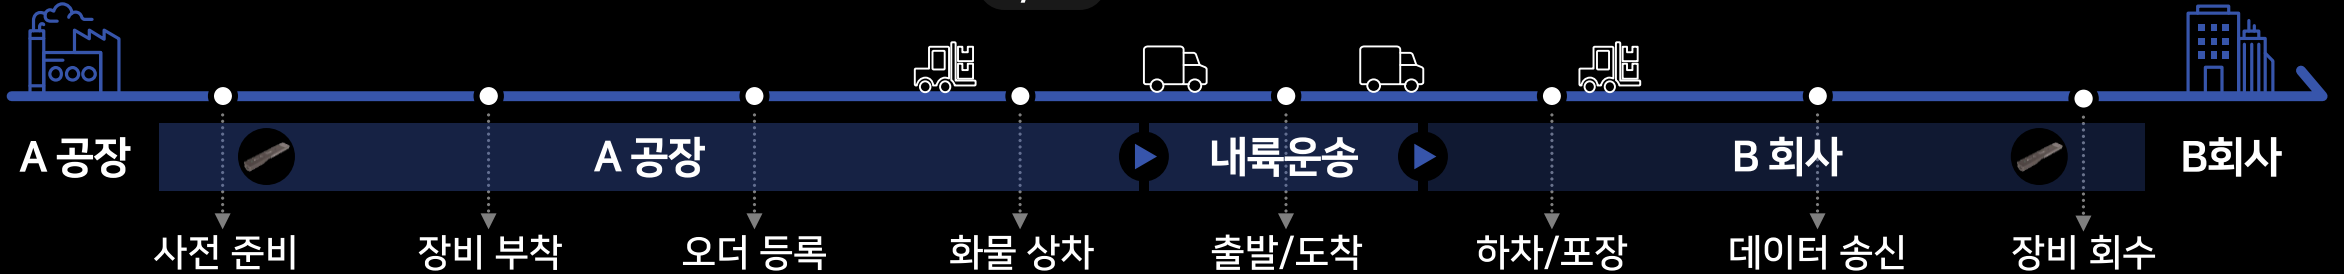 A 공장
A 공장
내륙운송
B 회사
B회사
사전 준비
장비 부착
오더 등록
화물 상차
출발/도착
하차/포장
데이터 송신
장비 회수